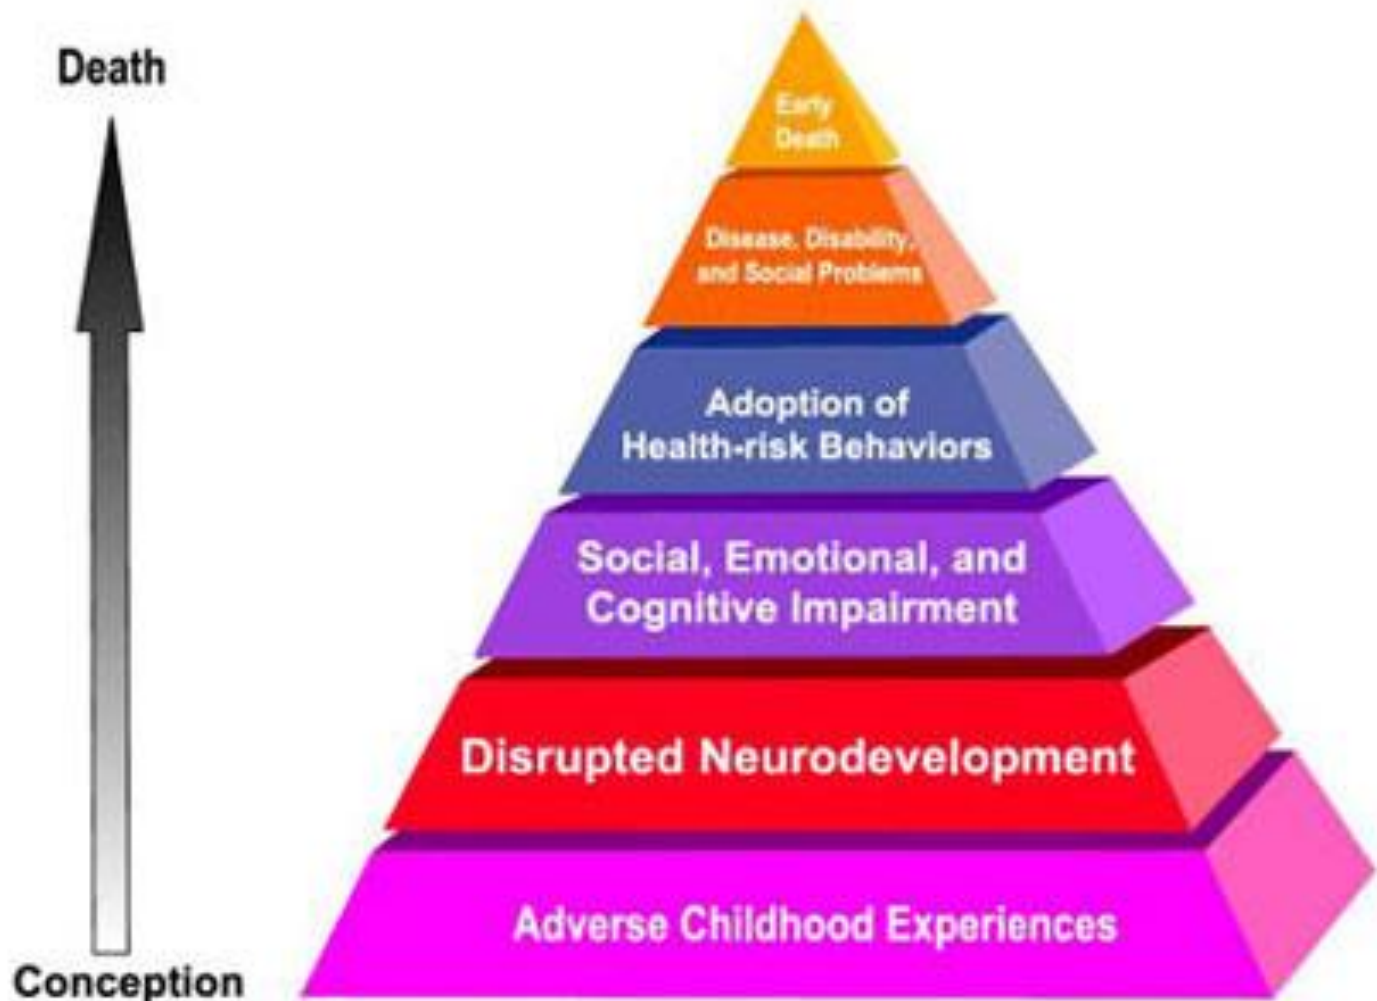 Death
Early
Death
Disease, Disability,
and Social Problems
Adoption of
Health-risk Behaviors
Social, Emotional, and
Cognitive Impairment
Disrupted Neurodevelopment
Adverse Childhood Experiences
Conception